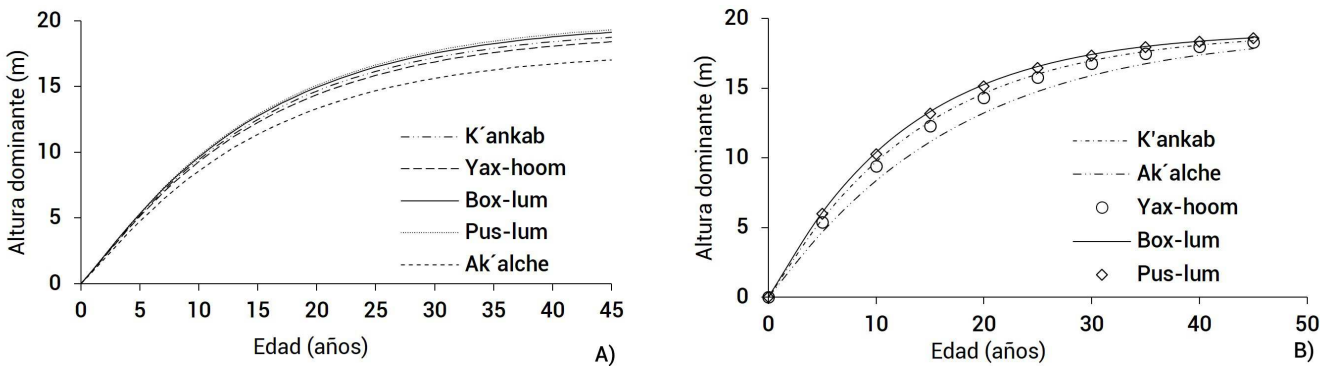 20
15
10
5
0
Altura dominante (m)
K´ankab
Yax-hoom
Box-lum
Pus-lum
Ak´alche
0 5 10 15 20 25 30 35 40 45
Edad (años)
A)
20
15
10
5
0
Altura dominante (m)
K'ankab
Ak´alche
Yax-hoom
Box-lum
Pus-lum
0 10 20 30 40 50
Edad (años)
B)